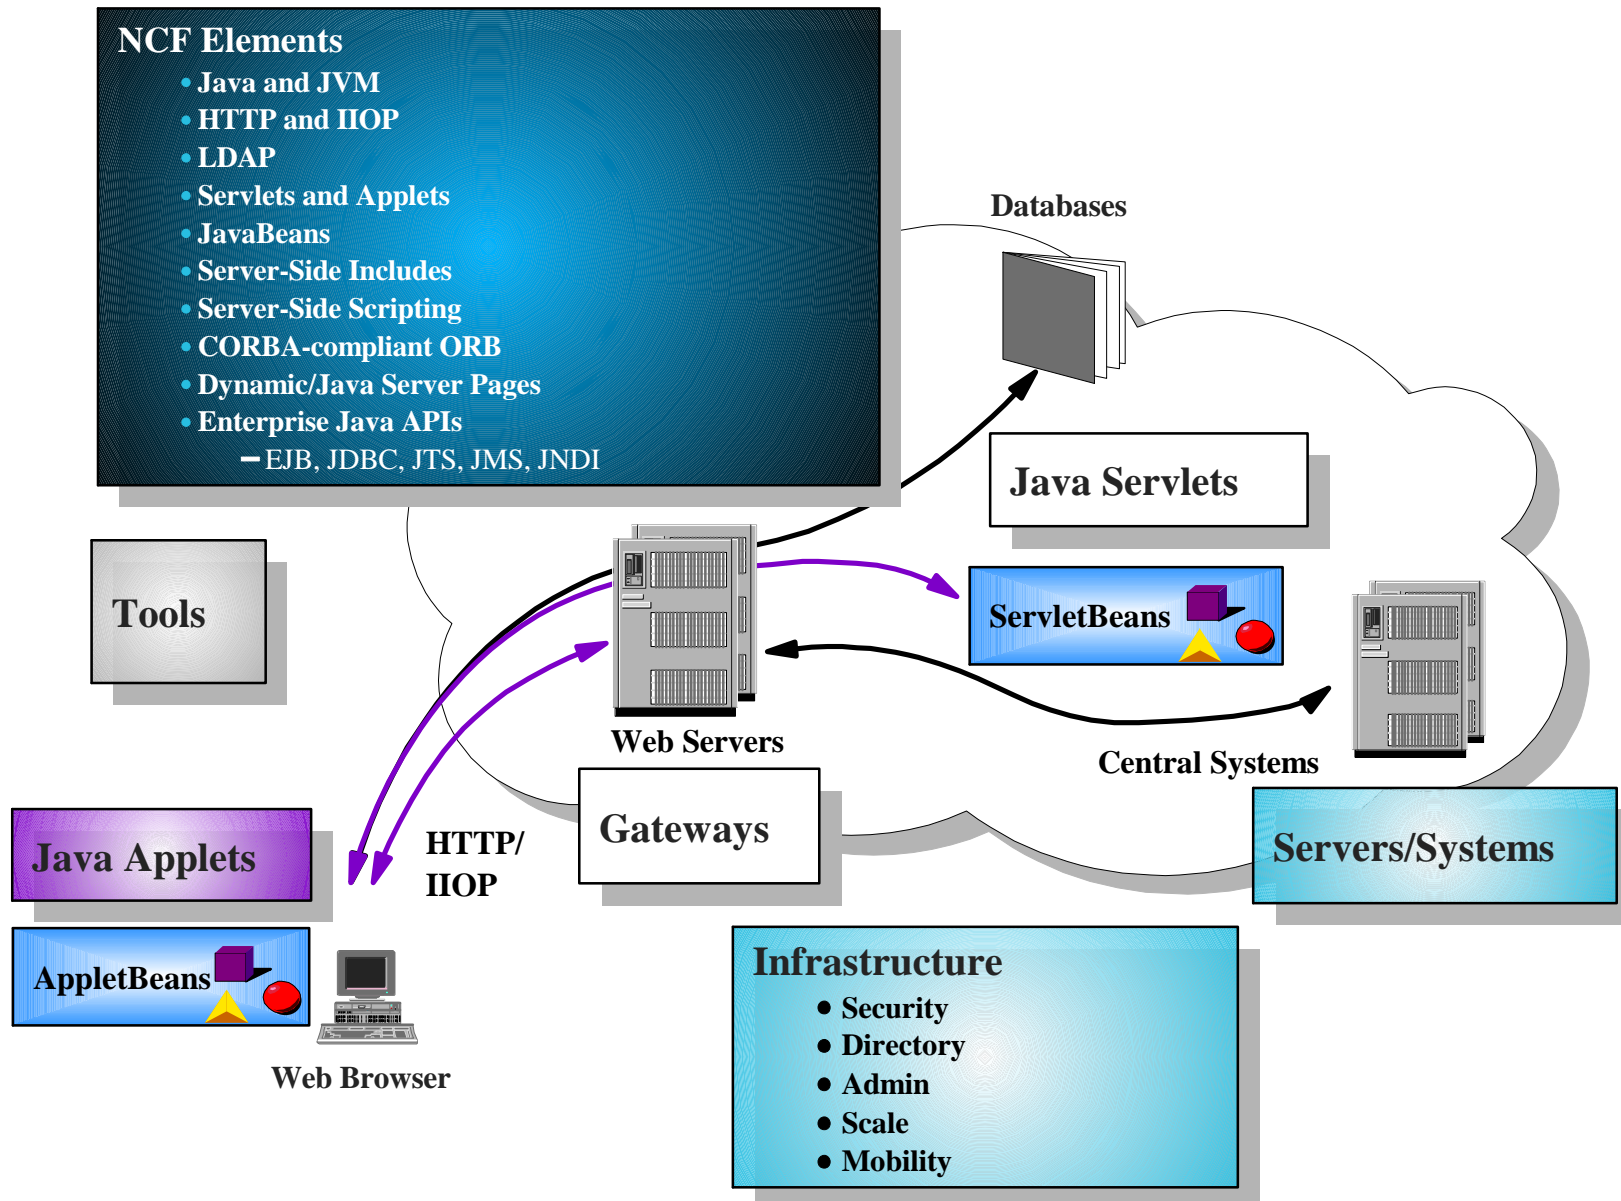 NCF Elements
• Java and JVM
• HTTP and IIOP
• LDAP
• Servlets and Applets
• JavaBeans
• Server-Side Includes
• Server-Side Scripting
• CORBA-compliant ORB
• Dynamic/Java Server Pages
• Enterprise Java APIs
– EJB, JDBC, JTS, JMS, JNDI
Databases
Java Servlets
Tools
ServletBeans
Web Servers
Central Systems
Gateways
Servers/Systems
Java Applets
HTTP/
IIOP
AppletBeans
Web Browser
Infrastructure
• Security
• Directory
• Admin
• Scale
• Mobility